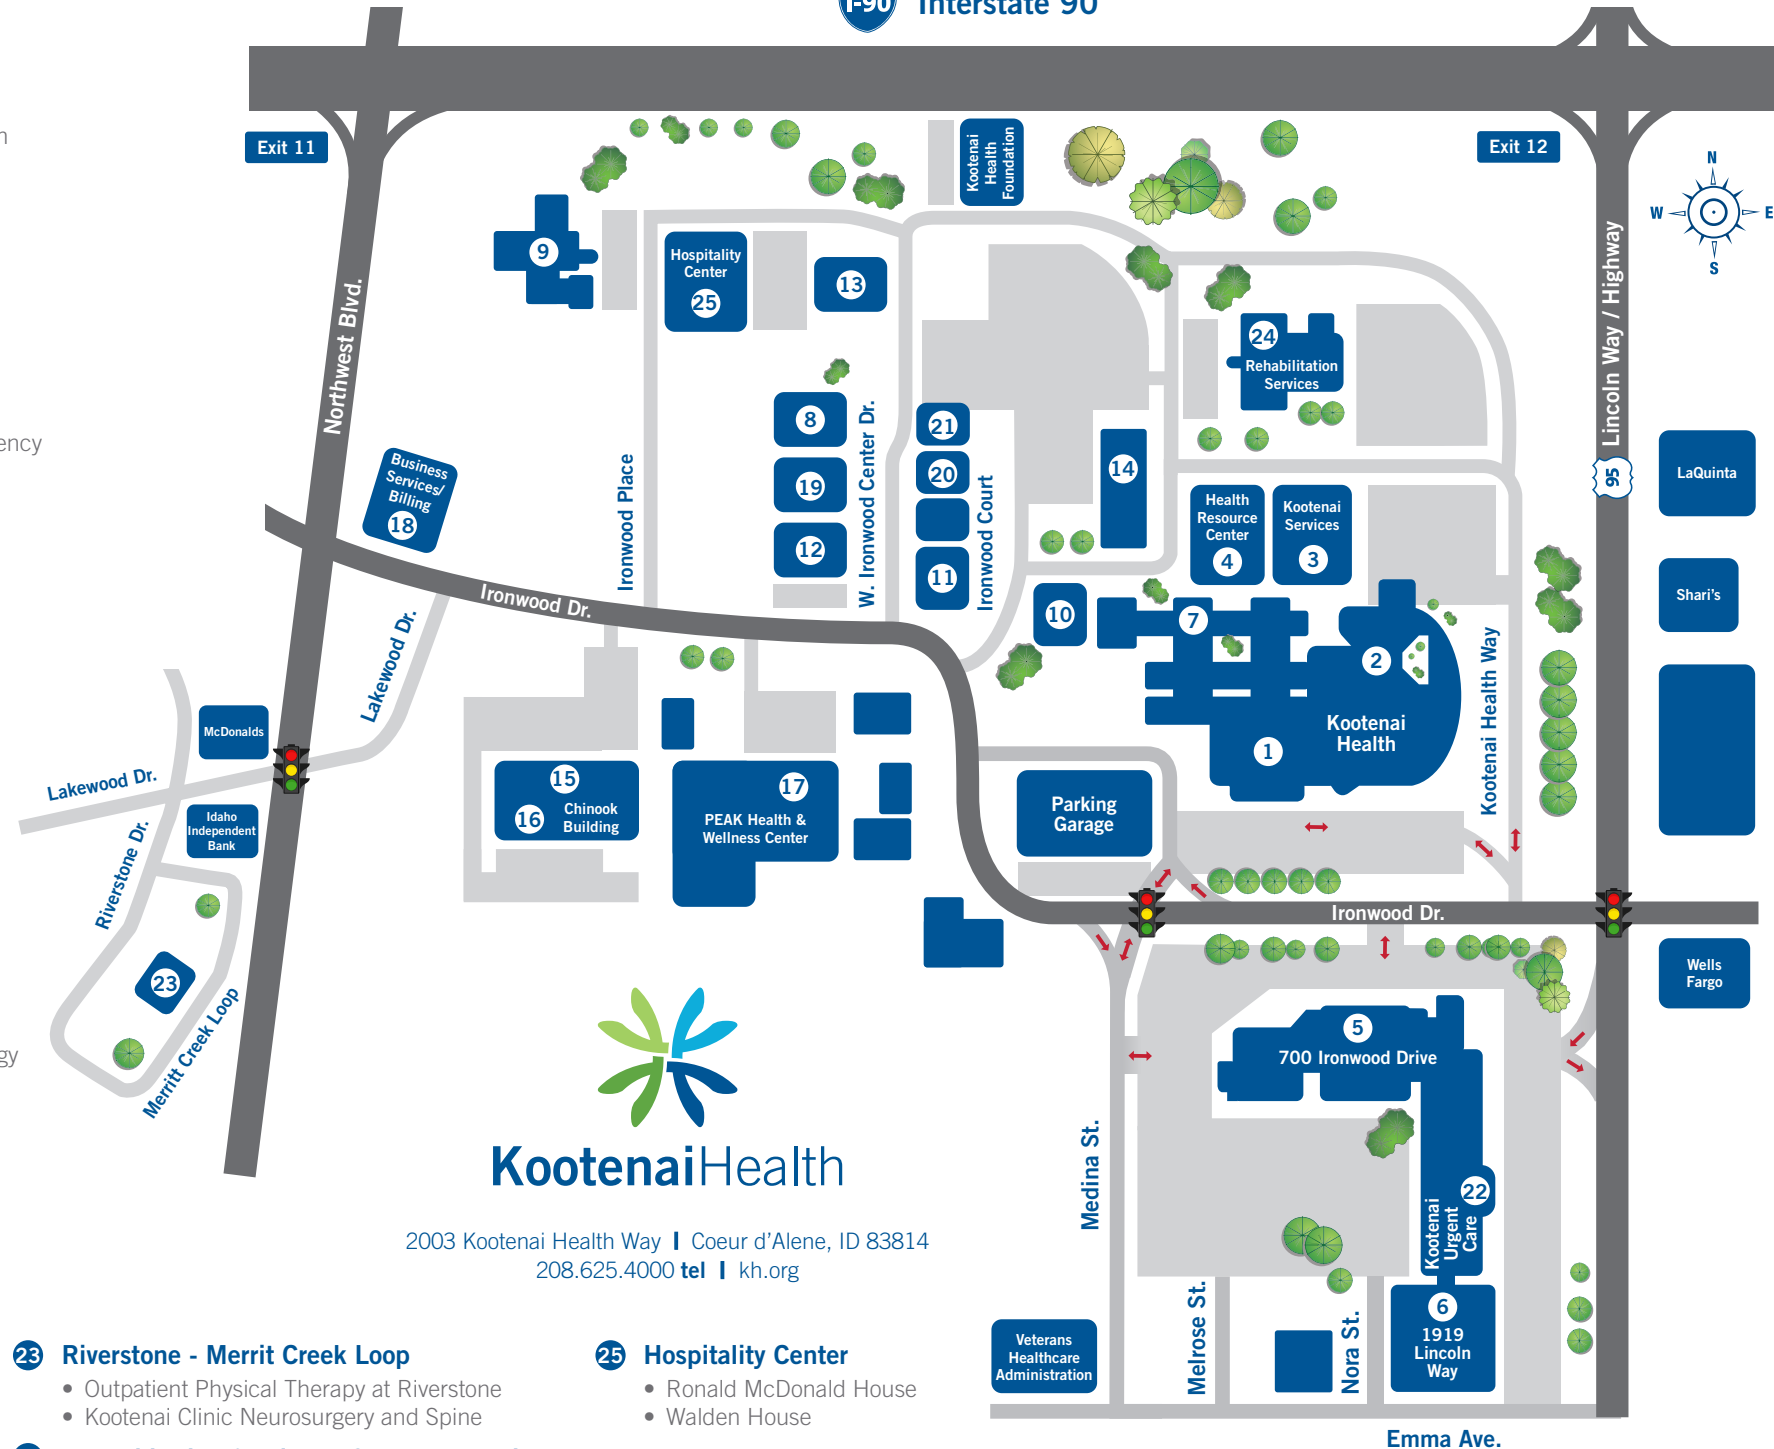 I-90 Interstate 90
Exit 11
Exit 12
N
W
E
S
Kootenai
Health
Foundation
9
Hospitality
Center
25
13
24
Rehabilitation
Services
Northwest Blvd.
Lincoln Way / Highway
95
Business
Services/
Billing
18
Ironwood Place
8
19
12
W. Ironwood Center Dr.
21
20
11
Ironwood Court
14
Health
Resource
Center
4
Kootenai
Services
3
LaQuinta
Shari's
10
7
2
1
Kootenai
Health
Kootenai Health Way
Ironwood Dr.
Lakewood Dr.
McDonalds
Lakewood Dr.
Idaho
Independent
Bank
Riverstone Dr.
23
Merritt Creek Loop
15
16
Chinook
Building
17
PEAK Health &
Wellness Center
Parking
Garage
Ironwood Dr.
Wells
Fargo
5
700 Ironwood Drive
Medina St.
22
Kootenai
Urgent
Care
6
1919
Lincoln
Way
Melrose St.
Nora St.
Veterans
Healthcare
Administration
Emma Ave.
ency
KootenaiHealth
2003 Kootenai Health Way | Coeur d'Alene, ID 83814
208.625.4000 tel | kh.org
23 Riverstone - Merrit Creek Loop
• Outpatient Physical Therapy at Riverstone
• Kootenai Clinic Neurosurgery and Spine
25 Hospitality Center
• Ronald McDonald House
• Walden House